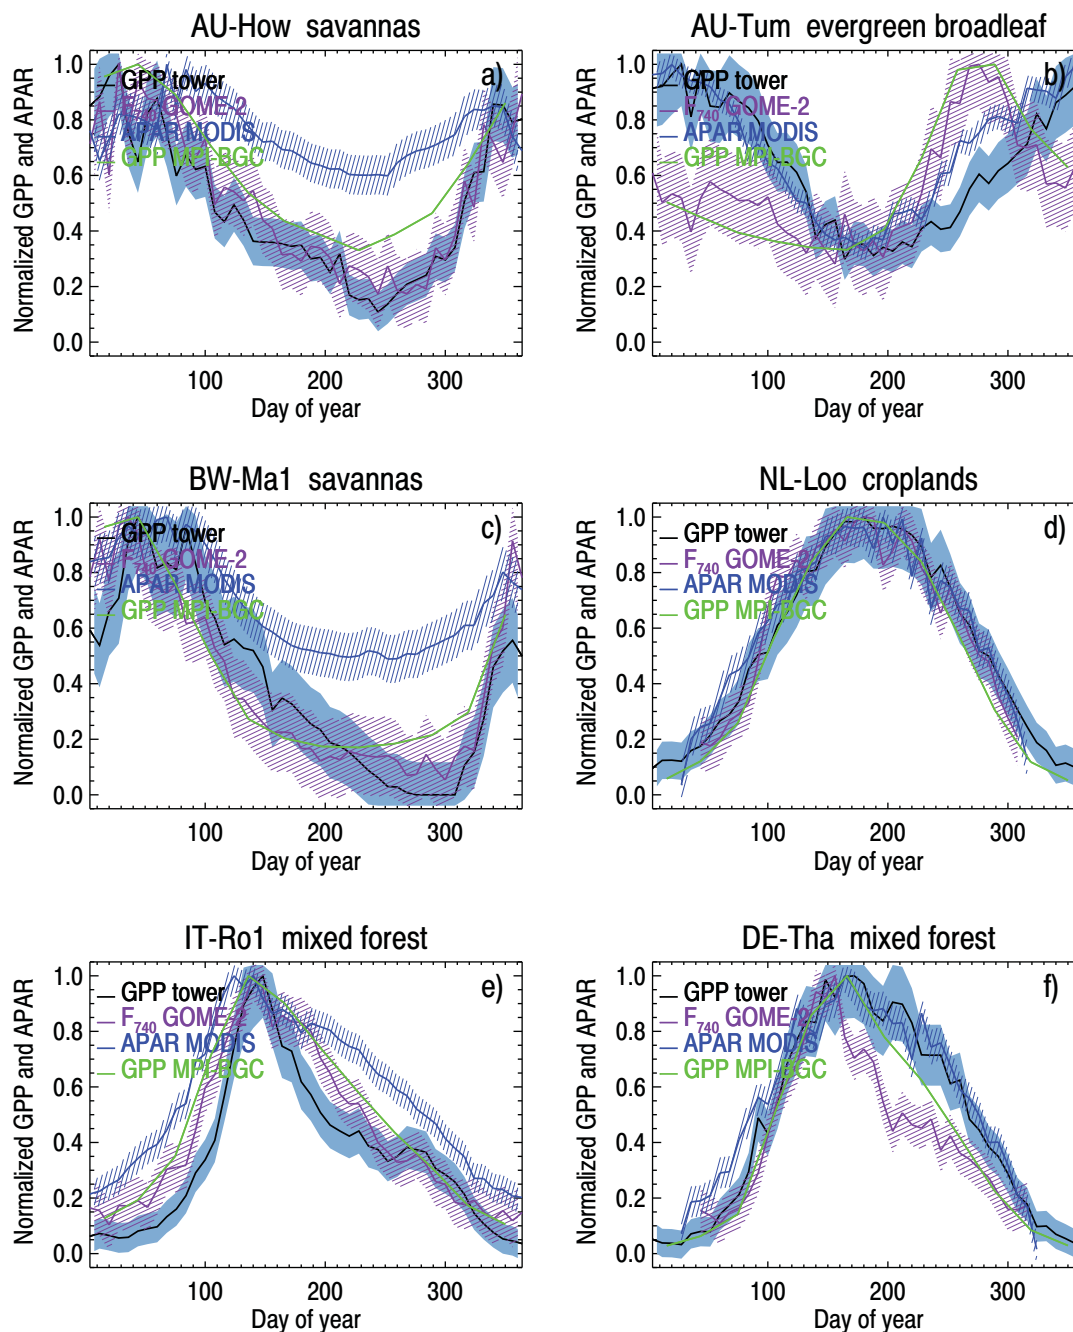 AU-How savannas
a)
GPP tower
F740 GOME-2
APAR MODIS
GPP MPI-BGC
Normalized GPP and APAR
1.0
0.8
0.6
0.4
0.2
0.0
100 200 300
Day of year
AU-Tum evergreen broadleaf
b)
GPP tower
F740 GOME-2
APAR MODIS
GPP MPI-BGC
Normalized GPP and APAR
1.0
0.8
0.6
0.4
0.2
0.0
100 200 300
Day of year
BW-Ma1 savannas
c)
GPP tower
F740 GOME-2
APAR MODIS
GPP MPI-BGC
Normalized GPP and APAR
1.0
0.8
0.6
0.4
0.2
0.0
100 200 300
Day of year
NL-Loo croplands
d)
GPP tower
F740 GOME-2
APAR MODIS
GPP MPI-BGC
Normalized GPP and APAR
1.0
0.8
0.6
0.4
0.2
0.0
100 200 300
Day of year
IT-Ro1 mixed forest
e)
GPP tower
F740 GOME-2
APAR MODIS
GPP MPI-BGC
Normalized GPP and APAR
1.0
0.8
0.6
0.4
0.2
0.0
100 200 300
Day of year
DE-Tha mixed forest
f)
GPP tower
F740 GOME-2
APAR MODIS
GPP MPI-BGC
Normalized GPP and APAR
1.0
0.8
0.6
0.4
0.2
0.0
100 200 300
Day of year